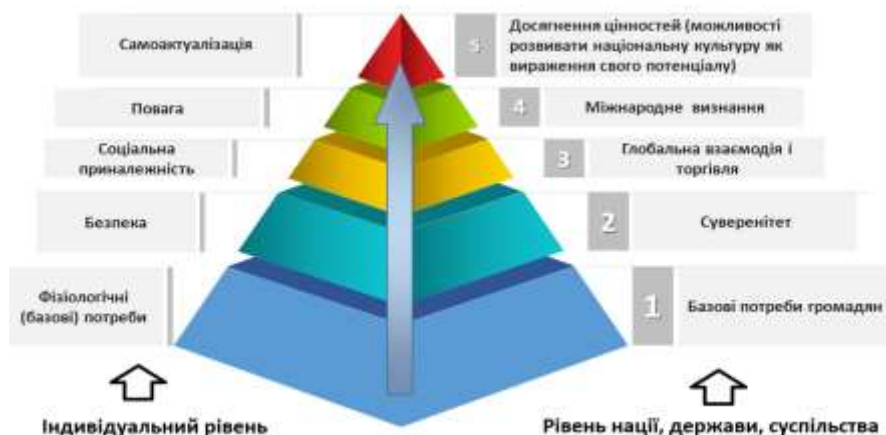 Самоактуалізація
5
Досягнення цінностей (можливості
розвивати національну культуру як
вираження свого потенціалу)
Повага
4
Міжнародне визнання
Соціальна
приналежність
3
Глобальна взаємодія і
торгівля
Безпека
2
Суверенітет
Фізіологічні
(базові) потреби
1
Базові потреби громадян
Індивідуальний рівень
Рівень нації, держави, суспільства